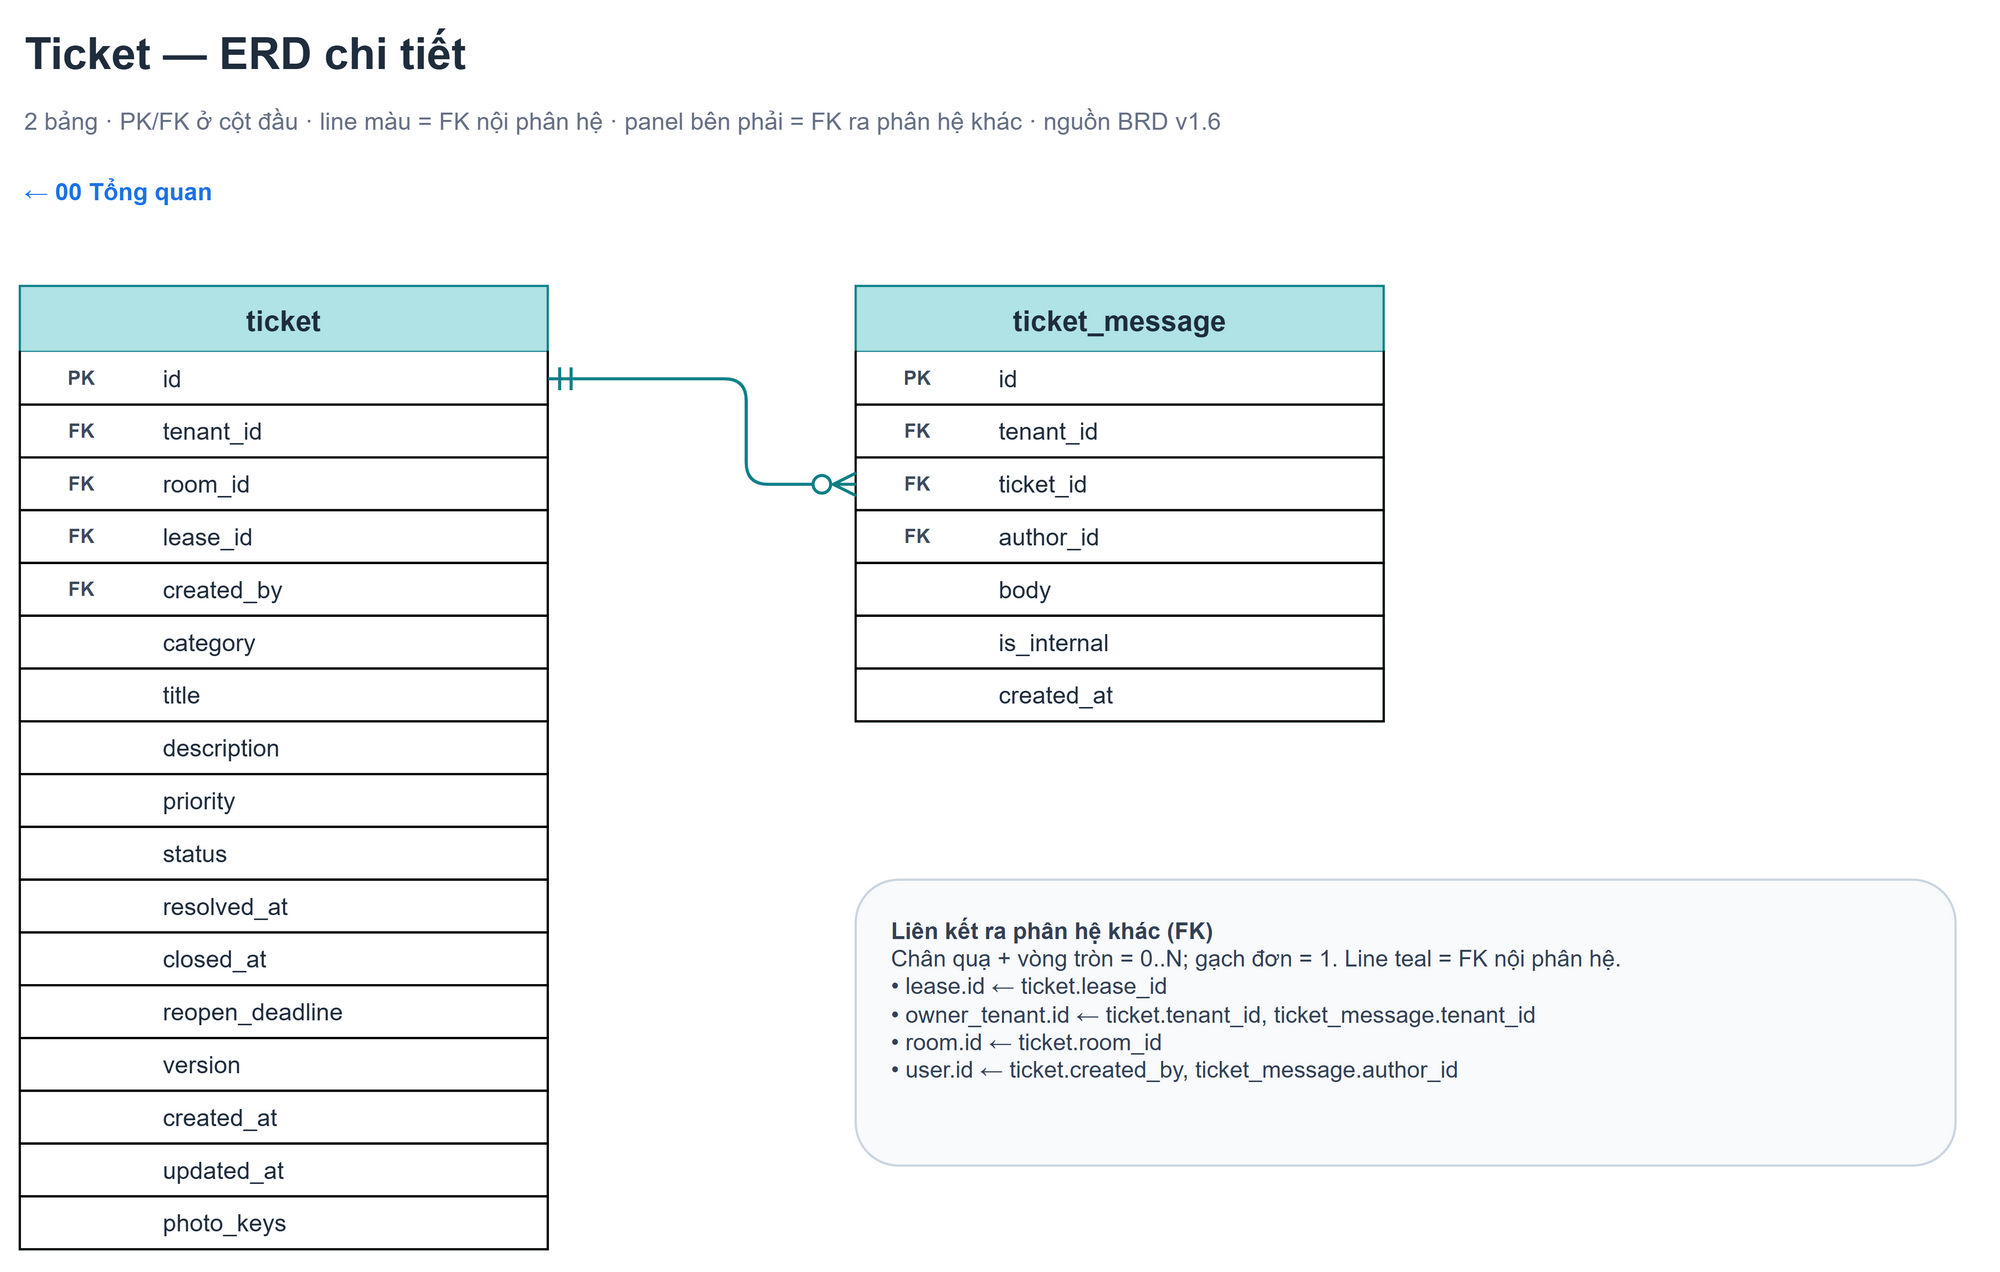 Ticket — ERD chi tiết
2 bảng · PK/FK ở cột đầu · line màu = FK nội phân hệ · panel bên phải = FK ra phân hệ khác · nguồn BRD v1.6
← 00 Tổng quan
ticket
PK id
FK tenant_id
FK room_id
FK lease_id
FK created_by
category
title
description
priority
status
resolved_at
closed_at
reopen_deadline
version
created_at
updated_at
photo_keys
ticket_message
PK id
FK tenant_id
FK ticket_id
FK author_id
body
is_internal
created_at
Liên kết ra phân hệ khác (FK)
Chân quạ + vòng tròn = 0..N; gạch đơn = 1. Line teal = FK nội phân hệ.
• lease.id ← ticket.lease_id
• owner_tenant.id ← ticket.tenant_id, ticket_message.tenant_id
• room.id ← ticket.room_id
• user.id ← ticket.created_by, ticket_message.author_id